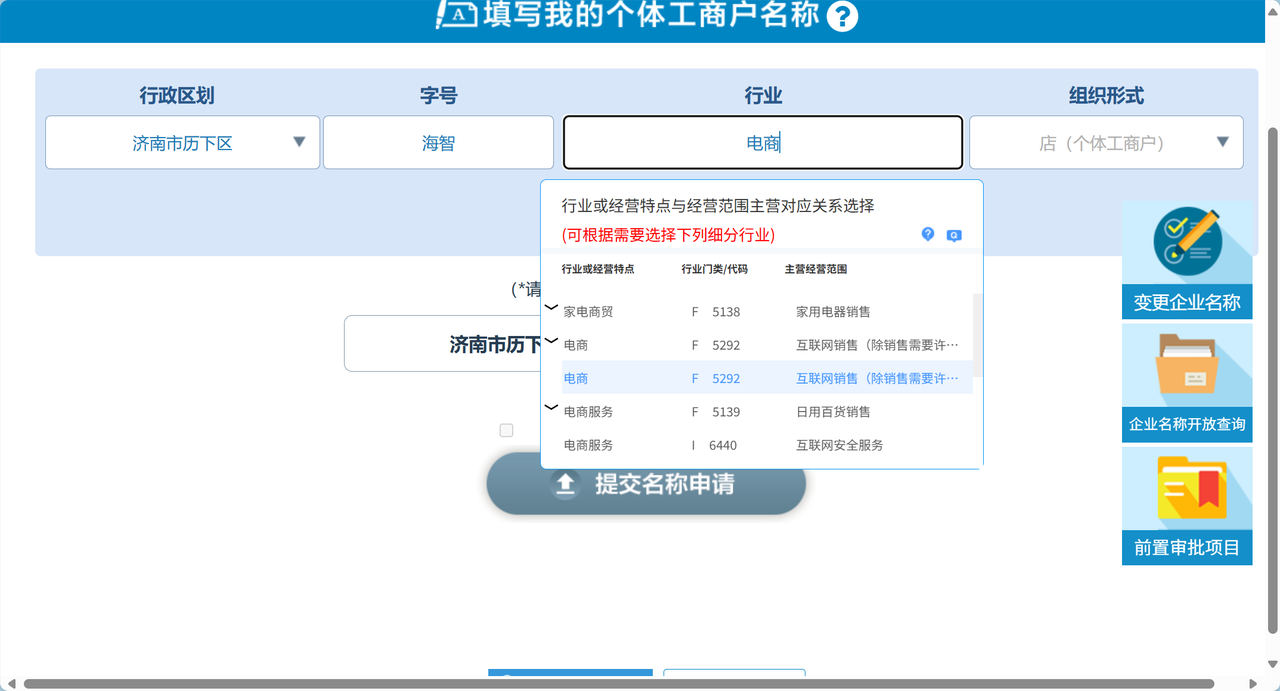 填写我的个体工商户名称 ?
行政区划 字号 行业 组织形式
济南市历下区 海智 电商 店（个体工商户）
行业或经营特点与经营范围主营对应关系选择
(可根据需要选择下列细分行业)
行业或经营特点 行业门类/代码 主营经营范围
(*请
家电商贸 F 5138 家用电器销售
济南市历下
电商 F 5292 互联网销售（除销售需要许…
电商 F 5292 互联网销售（除销售需要许…
电商服务 F 5139 日用百货销售
电商服务 I 6440 互联网安全服务
提交名称申请
变更企业名称
企业名称开放查询
前置审批项目